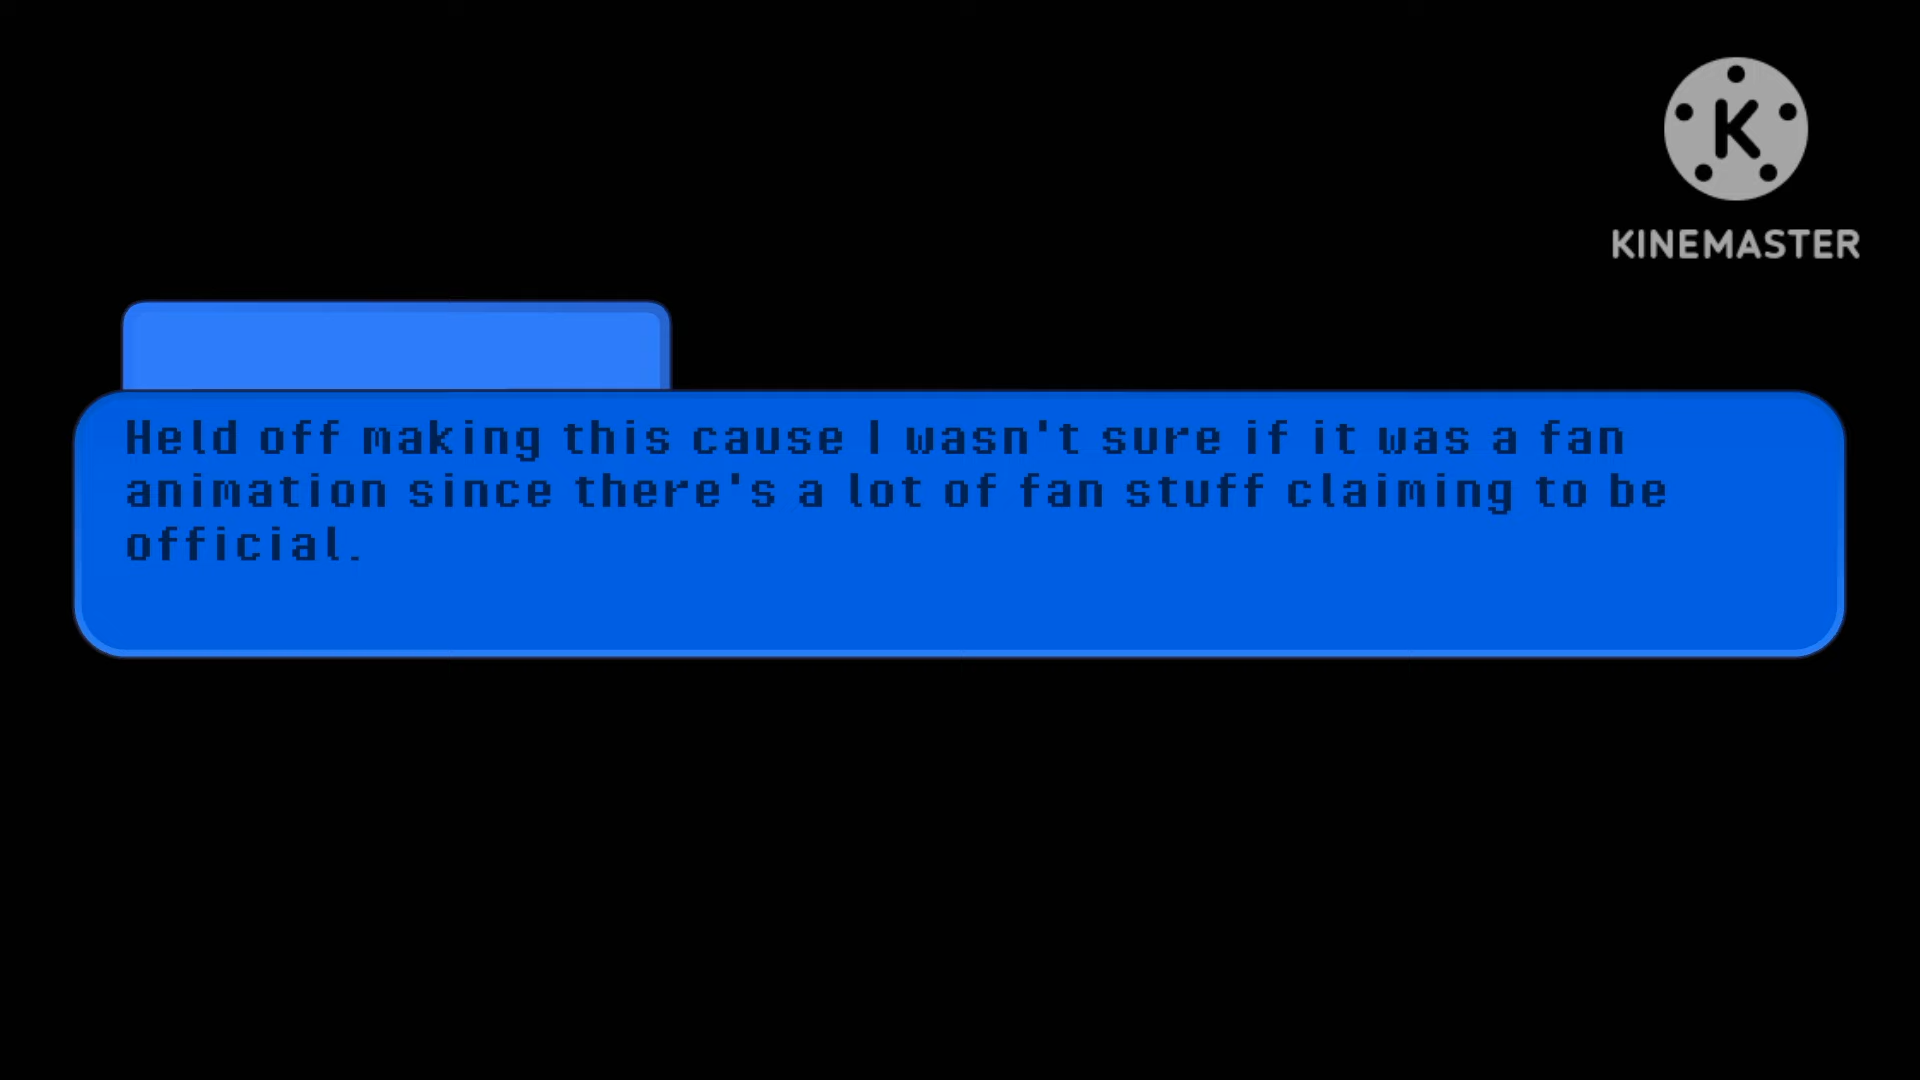 K
KINEMASTER
Held off making this cause I wasn't sure if it was a fan
animation since there's a lot of fan stuff claiming to be
official.